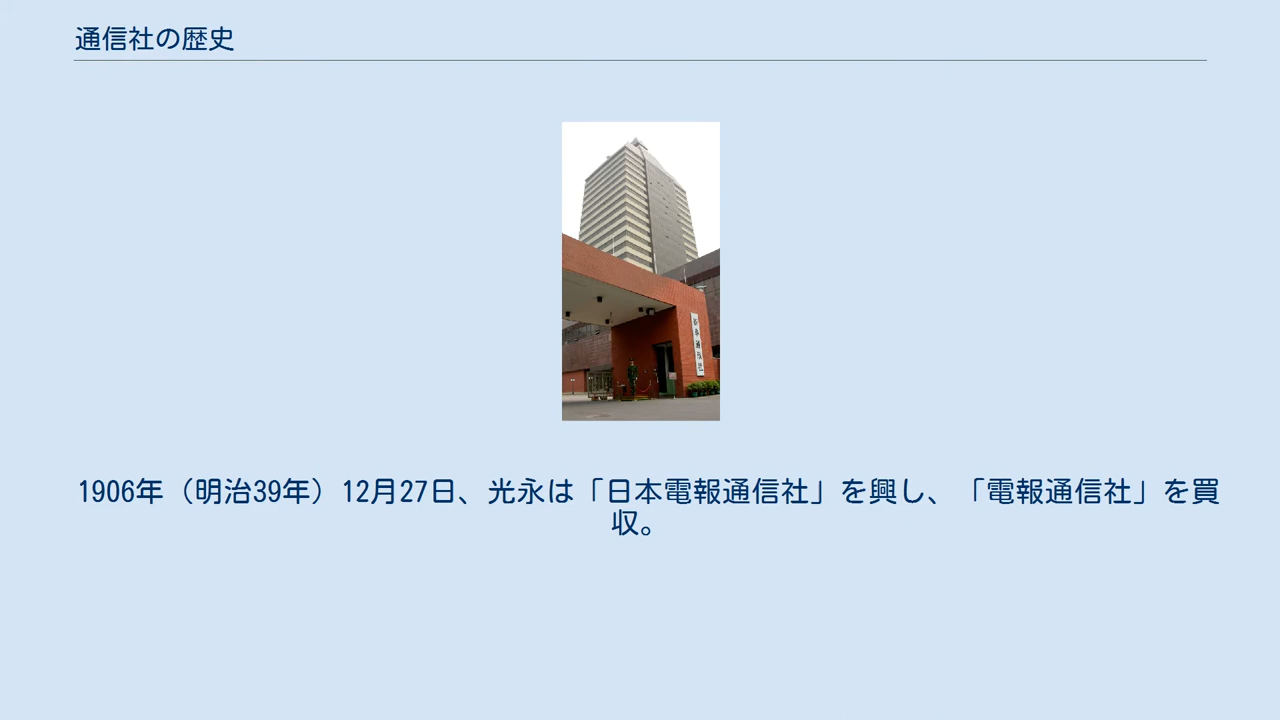 通信社の歴史
1906年（明治39年）12月27日、光永は「日本電報通信社」を興し、「電報通信社」を買
収。